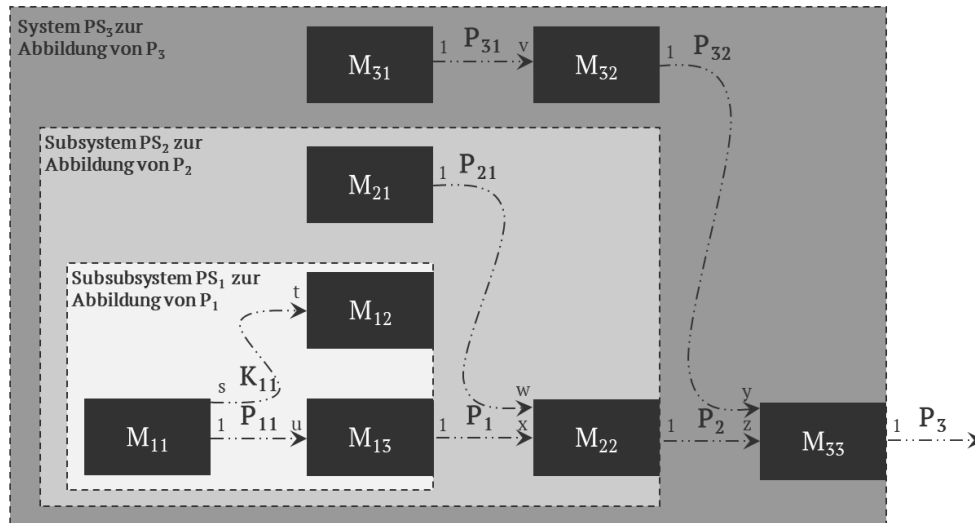 System PS₃ zur
Abbildung von P₃
M₃₁
1
P₃₁
v
M₃₂
1
P₃₂
Subsystem PS₂ zur
Abbildung von P₂
M₂₁
1
P₂₁
Subsubsystem PS₁ zur
Abbildung von P₁
t
M₁₂
s
K₁₁
M₁₁
1
P₁₁
u
M₁₃
1
P₁
w
x
M₂₂
1
P₂
y
z
M₃₃
1
P₃